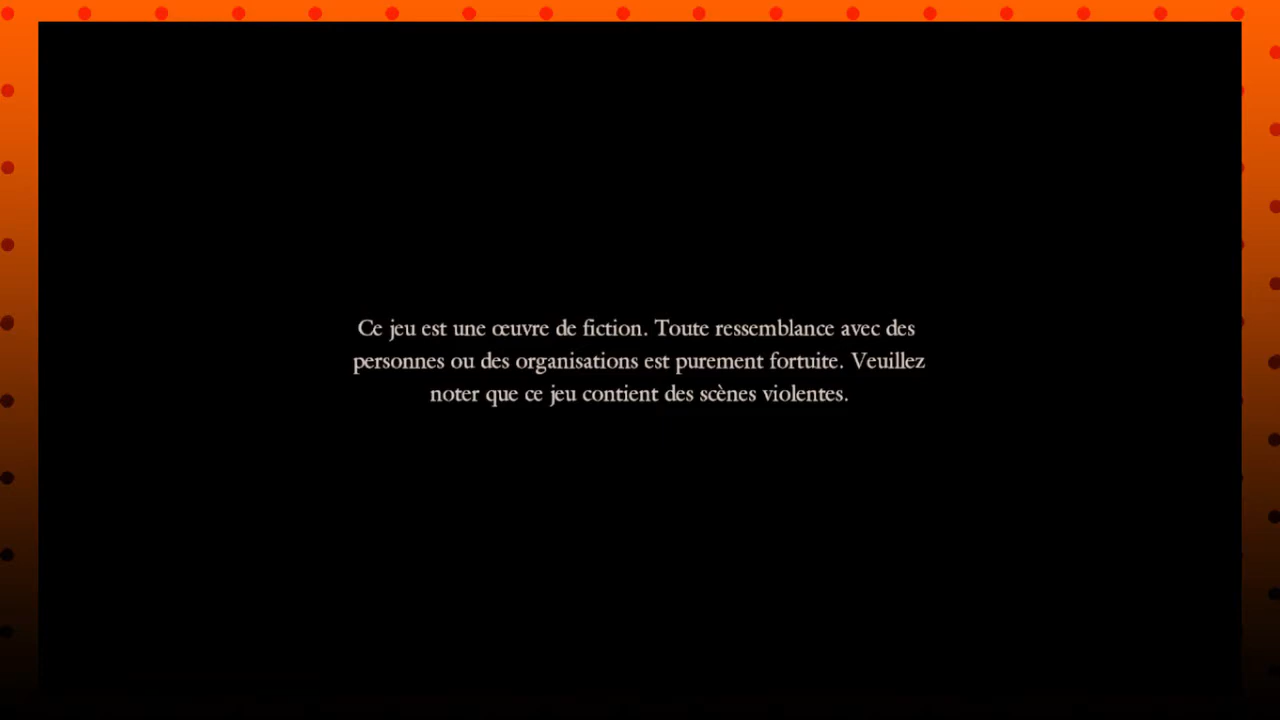 Ce jeu est une œuvre de fiction. Toute ressemblance avec des
personnes ou des organisations est purement fortuite. Veuillez
noter que ce jeu contient des scènes violentes.